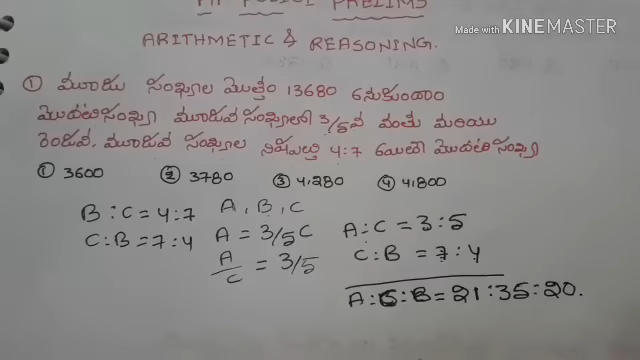 Made with KINEMASTER
PRELIMS
ARITHMETIC & REASONING.
① మూడు సంఖ్యల మొత్తం 13680 అనుకుందాం
మొదటిసంఖ్య మూడవ సంఖ్యలో 3/5వ వంతు మరియు
రెండవ, మూడవ సంఖ్యల నిష్పత్తి 4:7 అయితే మొదటి సంఖ్య
① 3600 ② 3780 ③ 4,280 ④ 4,800
B : C = 4:7
C : B = 7:4
A, B, C
A = 3/5 C
A/C = 3/5
A : C = 3 : 5
C : B = 7 : 4
A : C : B = 21 : 35 : 20.